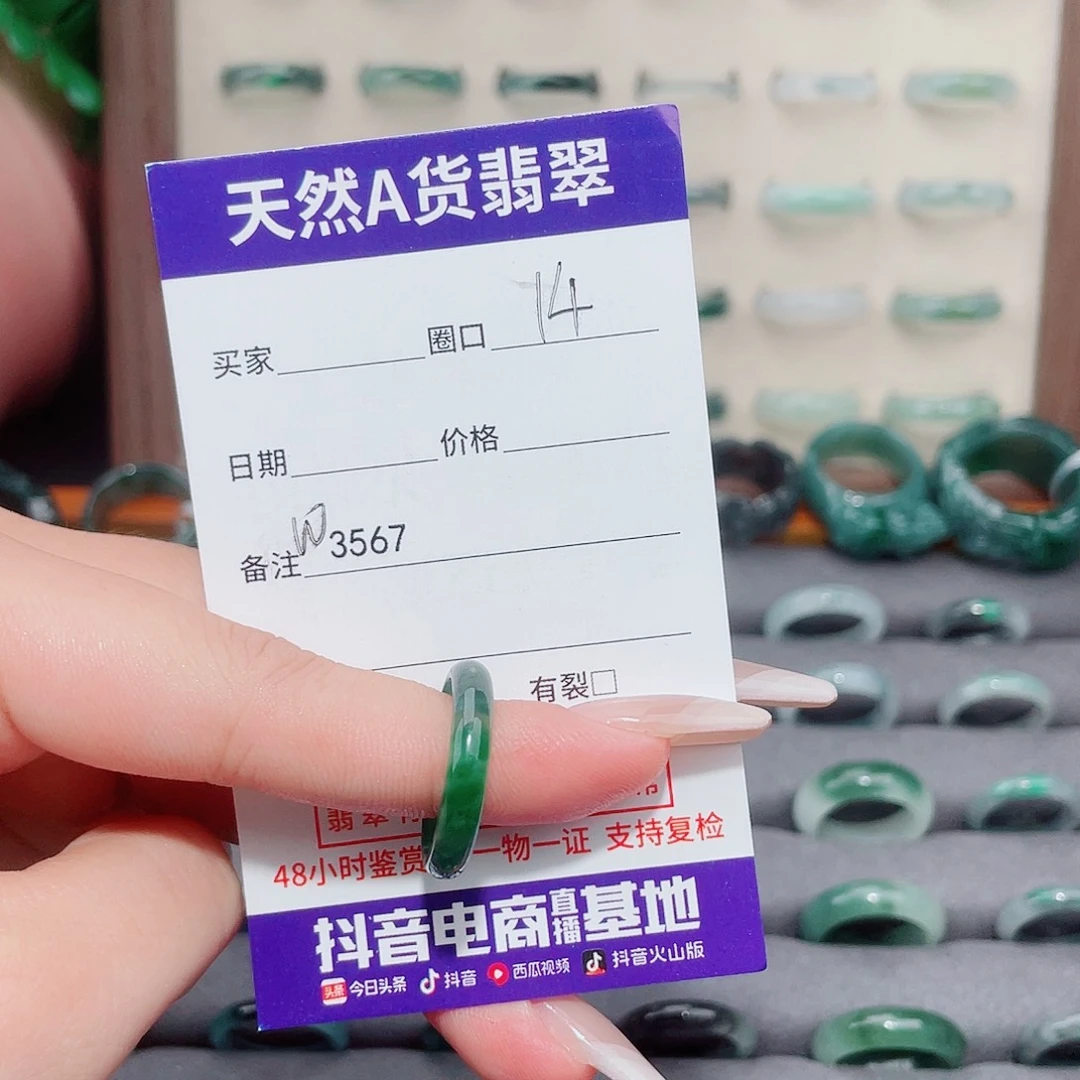 天然A货翡翠
买家 圈口 14
日期 价格
备注 W3567
有裂□
翡翠
48小时鉴赏 一物一证 支持复检
抖音电商直播基地
头条 今日头条 抖音 西瓜视频 抖音火山版